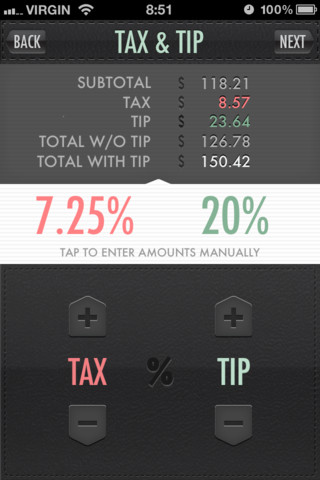 VIRGIN 8:51 100%
BACK TAX & TIP NEXT
SUBTOTAL $ 118.21
TAX $ 8.57
TIP $ 23.64
TOTAL W/O TIP $ 126.78
TOTAL WITH TIP $ 150.42
7.25% 20%
TAP TO ENTER AMOUNTS MANUALLY
+ +
TAX % TIP
- -